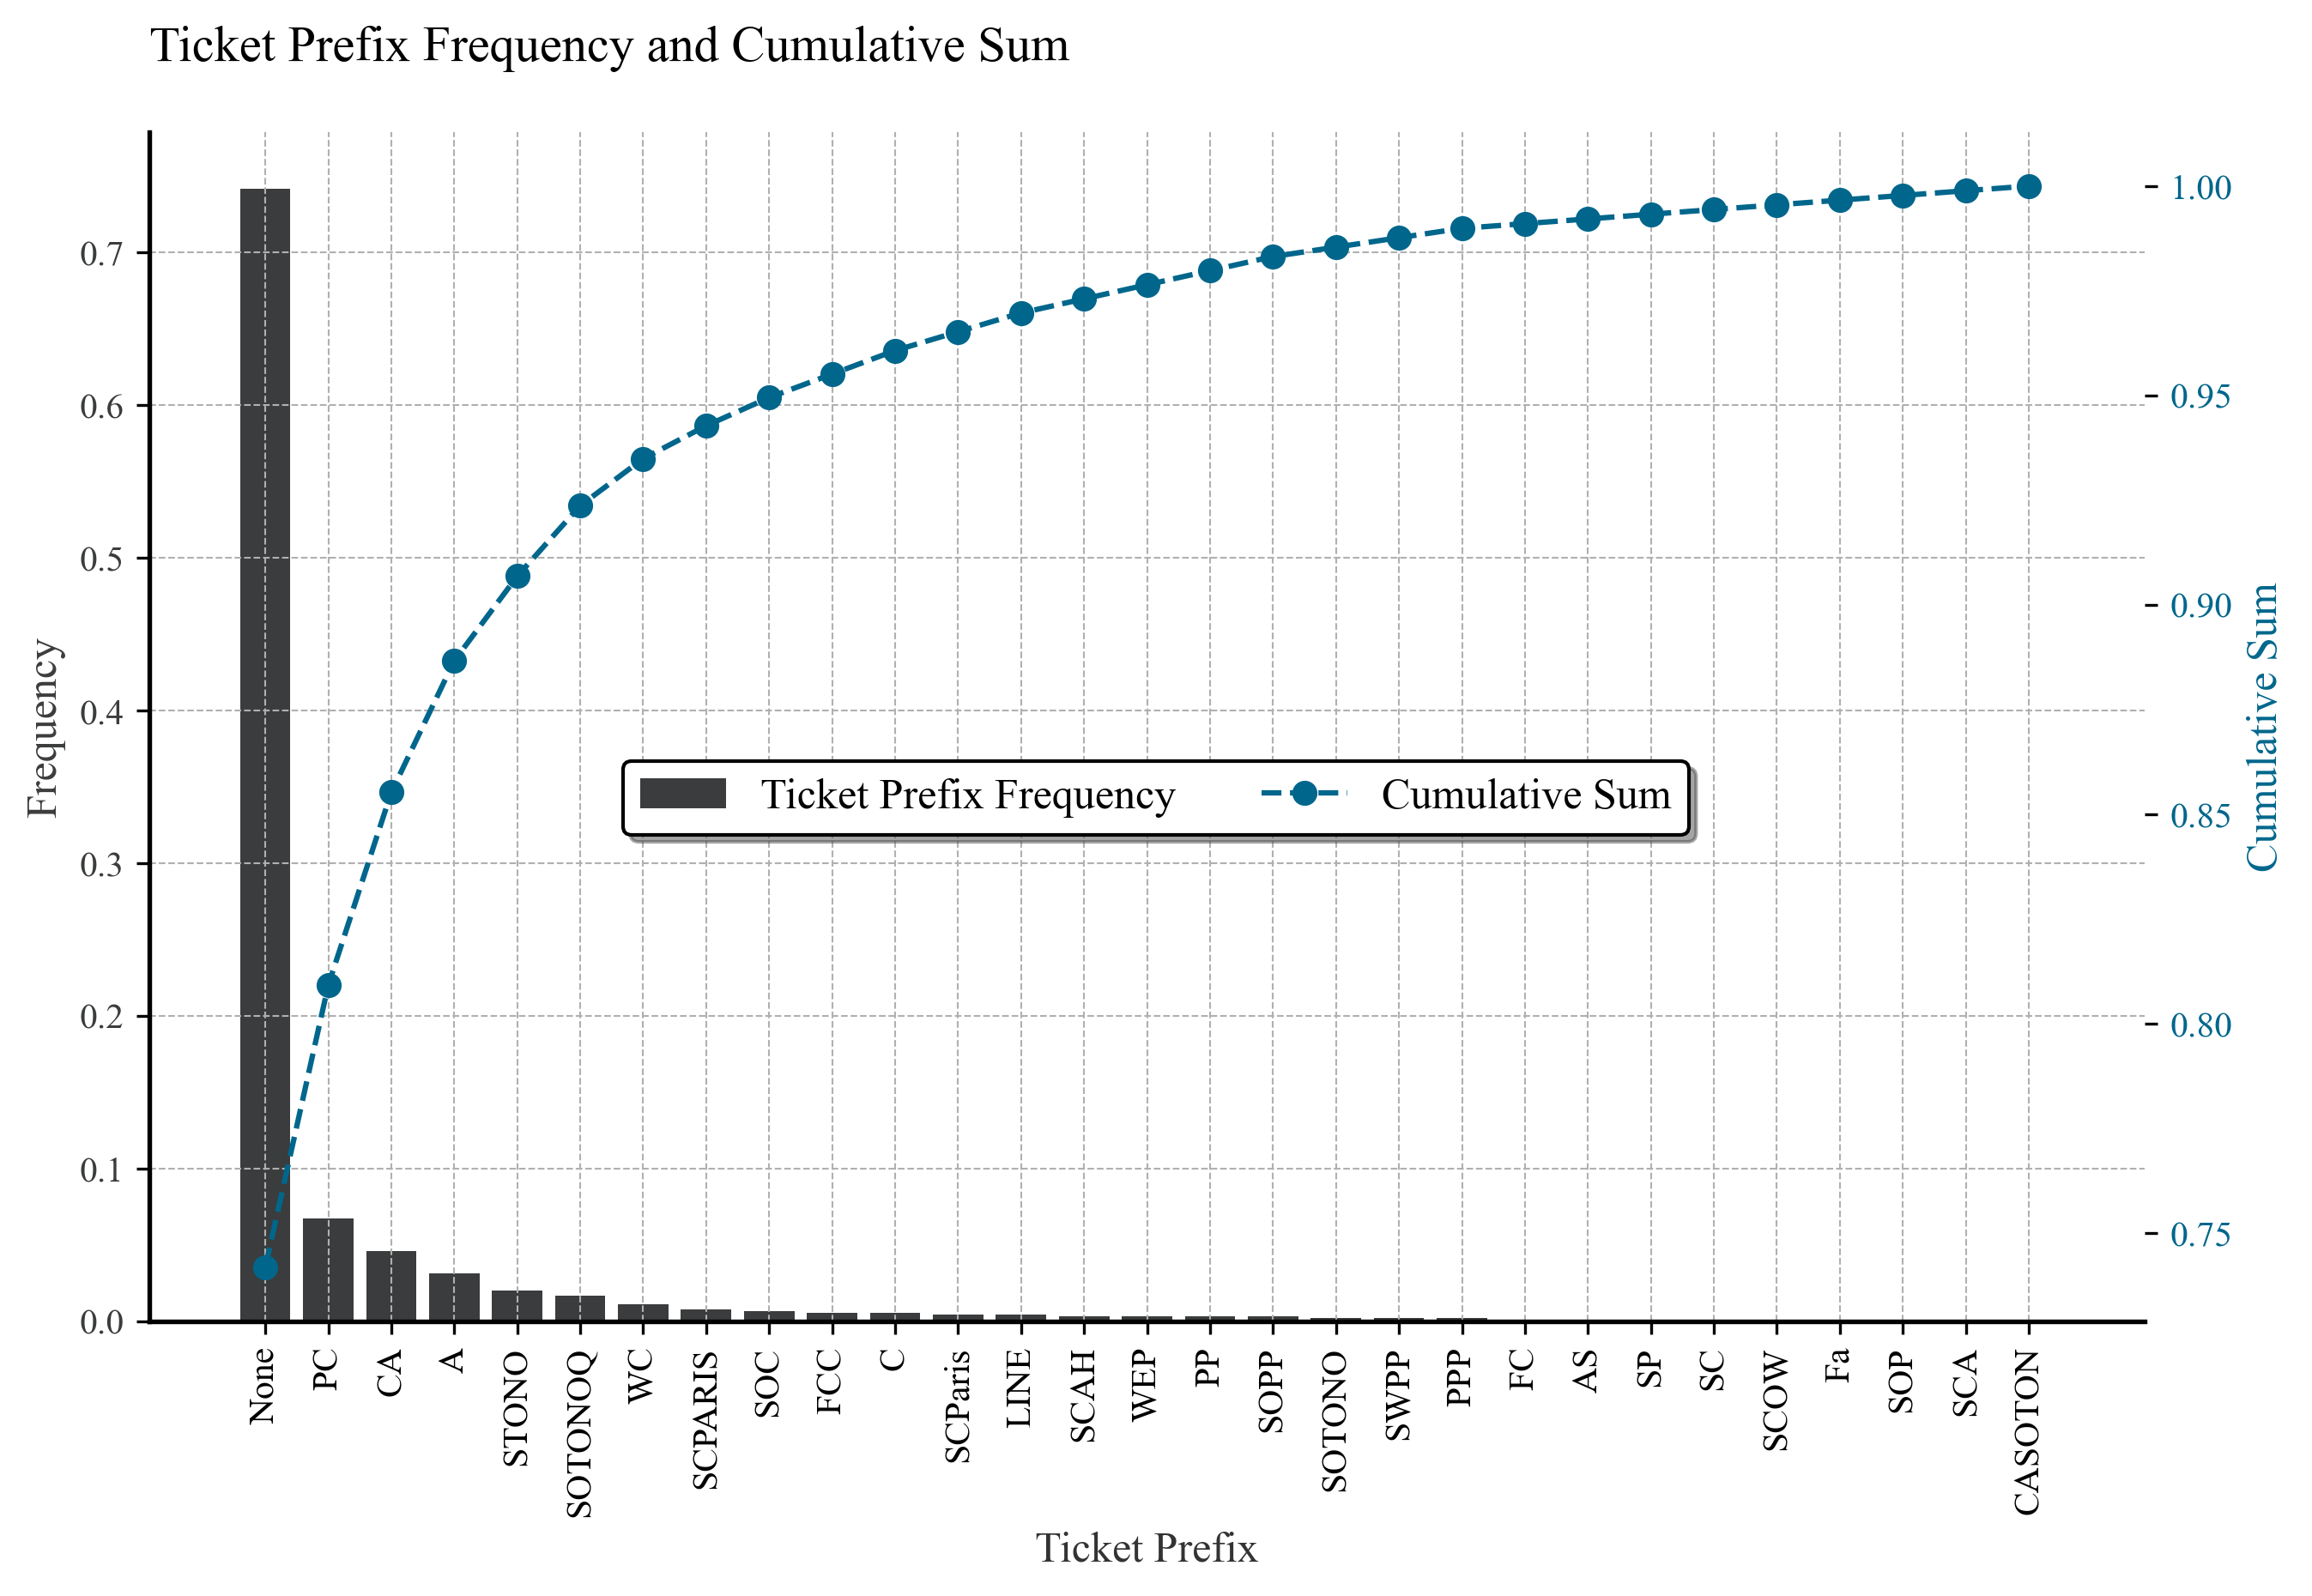 Ticket Prefix Frequency and Cumulative Sum
Frequency
0.7
0.6
0.5
0.4
0.3
0.2
0.1
0.0
Ticket Prefix Frequency
Cumulative Sum
1.00
0.95
0.90
0.85
0.80
0.75
Cumulative Sum
None
PC
CA
A
STONO
SOTONOQ
WC
SCPARIS
SOC
FCC
C
SCParis
LINE
SCAH
WEP
PP
SOPP
SOTONO
SWPP
PPP
FC
AS
SP
SC
SCOW
Fa
SOP
SCA
CASOTON
Ticket Prefix